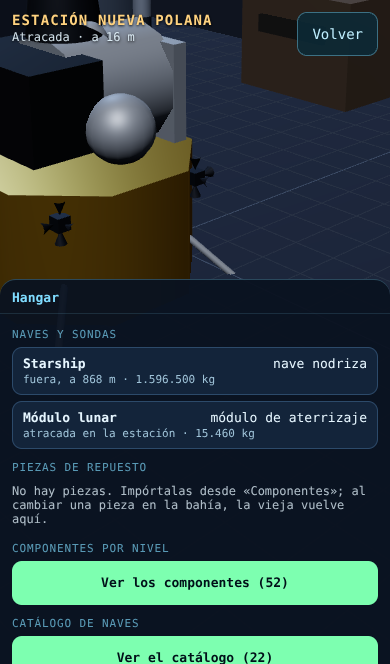 ESTACIÓN NUEVA POLANA
Atracada · a 16 m
Volver
Hangar
NAVES Y SONDAS
Starship nave nodriza
fuera, a 868 m · 1.596.500 kg
Módulo lunar módulo de aterrizaje
atracada en la estación · 15.460 kg
PIEZAS DE REPUESTO
No hay piezas. Impórtalas desde «Componentes»; al
cambiar una pieza en la bahía, la vieja vuelve
aquí.
COMPONENTES POR NIVEL
Ver los componentes (52)
CATÁLOGO DE NAVES
Ver el catálogo (22)